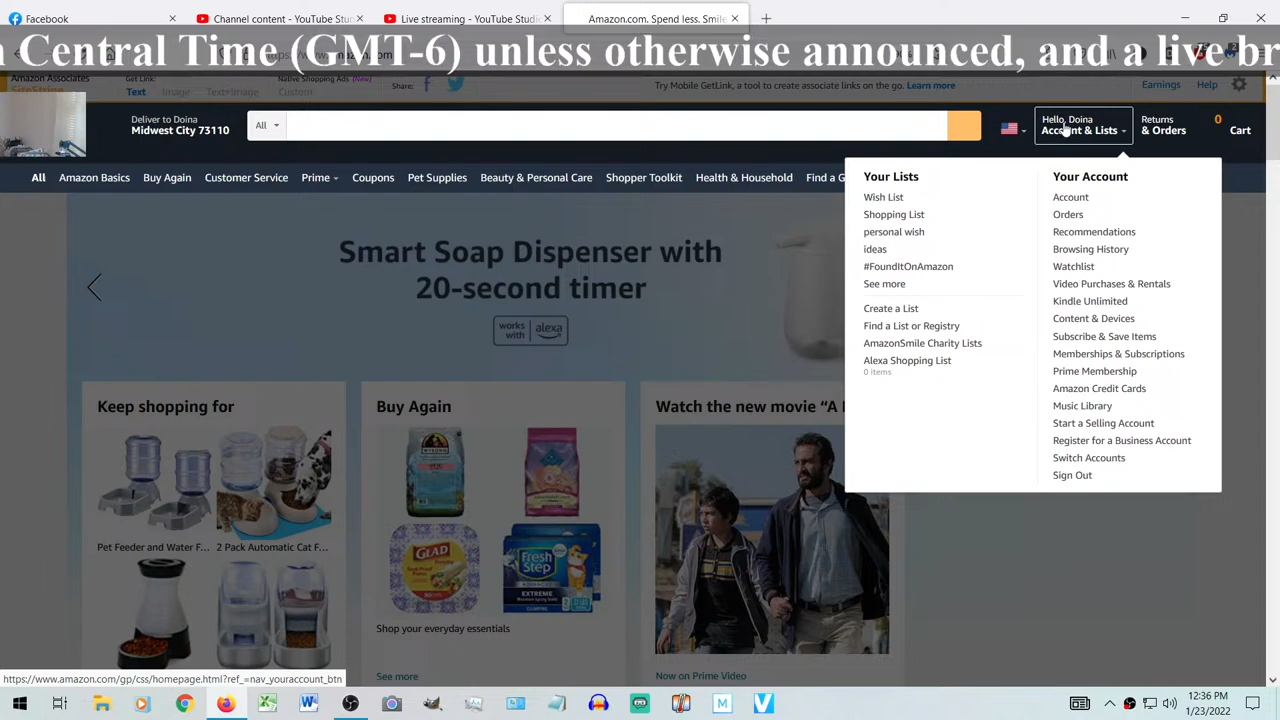 Facebook
Channel content - YouTube Stu
Live streaming - YouTube Studio
Amazon.com. Spend less. Smile
n Central Time (CMT-6) unless otherwise announced, and a live br
Amazon Associates
SiteStripe
Get Link:
Text
Image
Text+Image
Native Shopping Ads (New)
Custom
Share:
Try Mobile GetLink, a tool to create associate links on the go. Learn more
Earnings
Help
Deliver to Doina
Midwest City 73110
All
Hello, Doina
Account & Lists
Returns
& Orders
0
Cart
All
Amazon Basics
Buy Again
Customer Service
Prime
Coupons
Pet Supplies
Beauty & Personal Care
Shopper Toolkit
Health & Household
Find a G
Smart Soap Dispenser with
20-second timer
works with alexa
Your Lists
Wish List
Shopping List
personal wish
ideas
#FoundItOnAmazon
See more
Create a List
Find a List or Registry
AmazonSmile Charity Lists
Alexa Shopping List
0 items
Your Account
Account
Orders
Recommendations
Browsing History
Watchlist
Video Purchases & Rentals
Kindle Unlimited
Content & Devices
Subscribe & Save Items
Memberships & Subscriptions
Prime Membership
Amazon Credit Cards
Music Library
Start a Selling Account
Register for a Business Account
Switch Accounts
Sign Out
Keep shopping for
Pet Feeder and Water F...
2 Pack Automatic Cat F...
Buy Again
GLAD
Fresh Step
EXTREME
Shop your everyday essentials
See more
Watch the new movie “A
Now on Prime Video
https://www.amazon.com/gp/css/homepage.html?ref_=nav_youraccount_btn
12:36 PM
1/23/2022